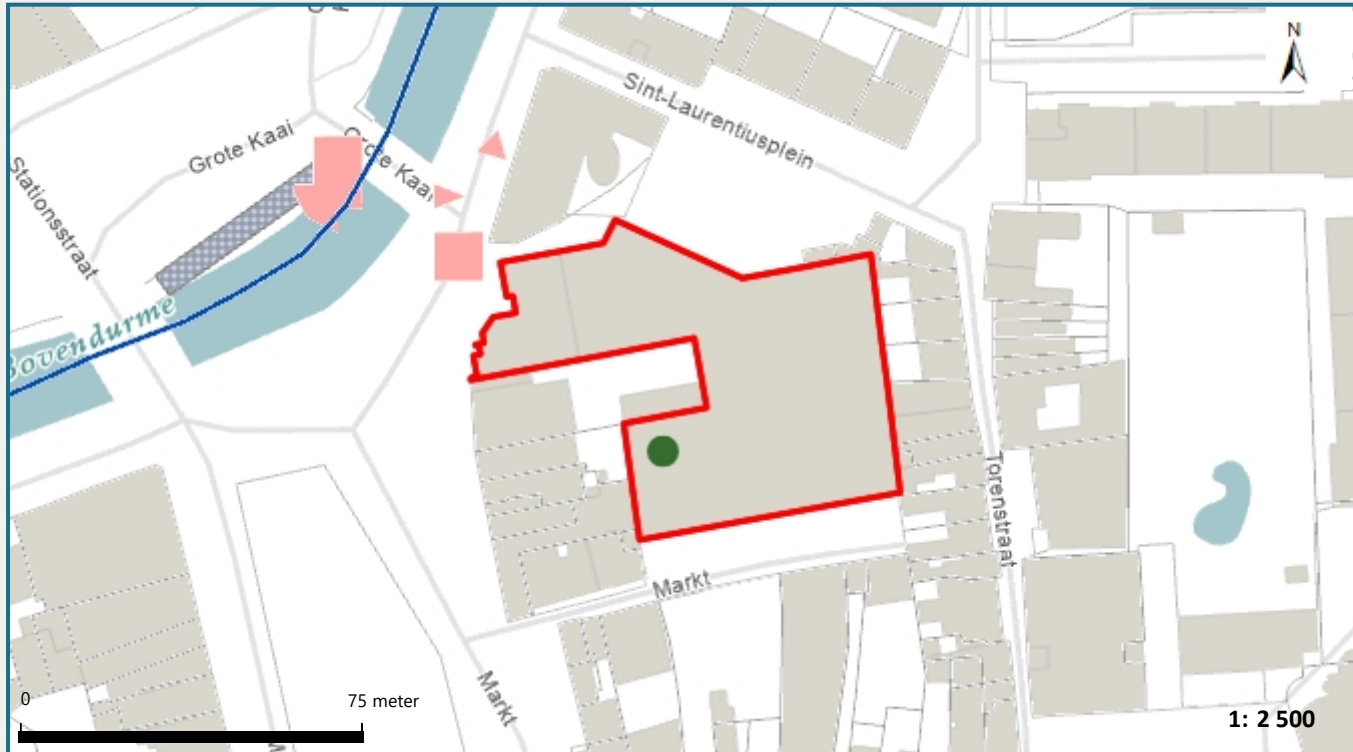 N
Sint-Laurentiusplein
Grote Kaai
Grote Kaai
Stationsstraat
Bovendurme
Torenstraat
Markt
Markt
0
75 meter
1: 2 500